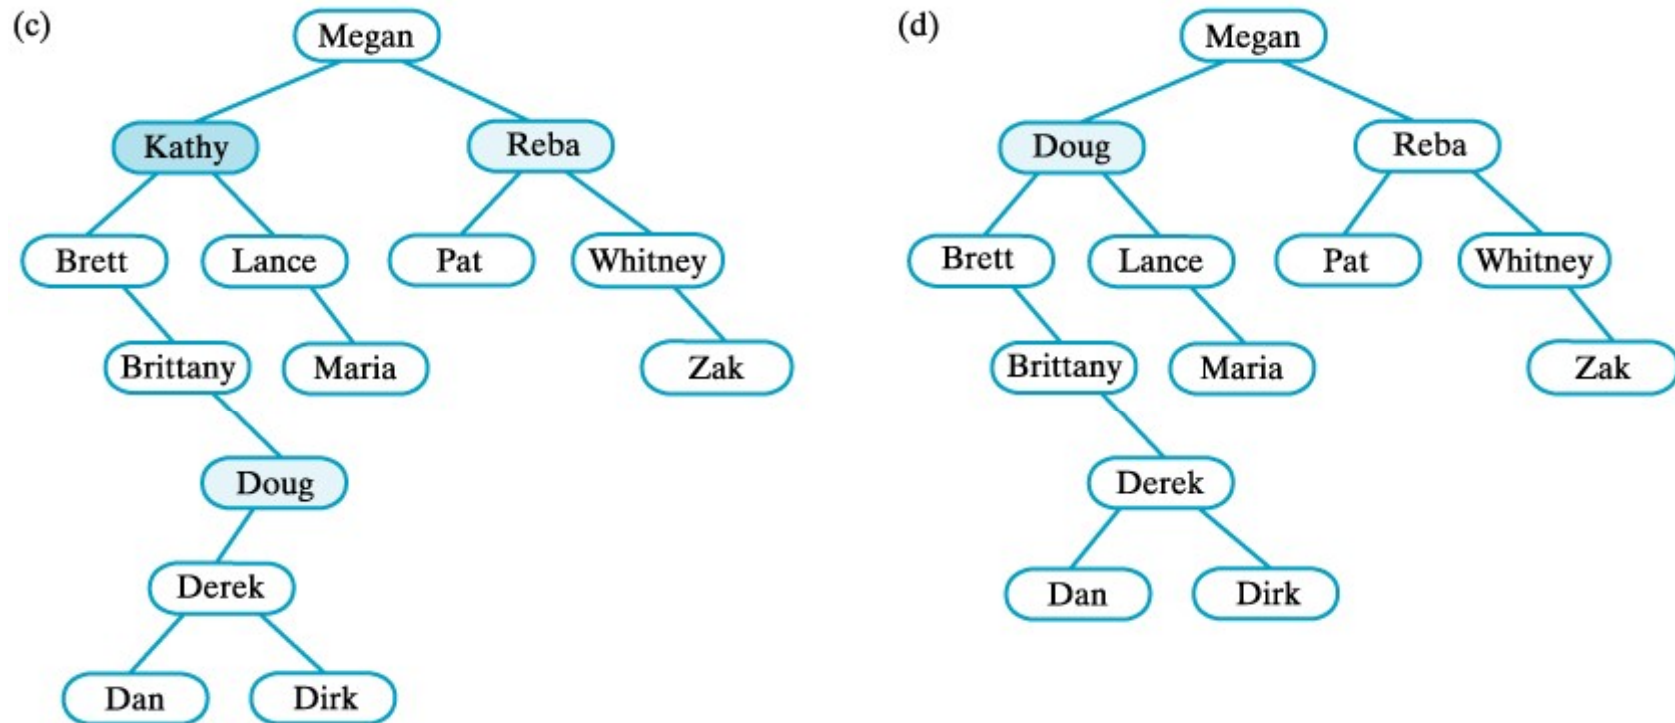 (c)
Megan
Kathy
Reba
Brett
Lance
Pat
Whitney
Brittany
Maria
Zak
Doug
Derek
Dan
Dirk
(d)
Megan
Doug
Reba
Brett
Lance
Pat
Whitney
Brittany
Maria
Zak
Derek
Dan
Dirk